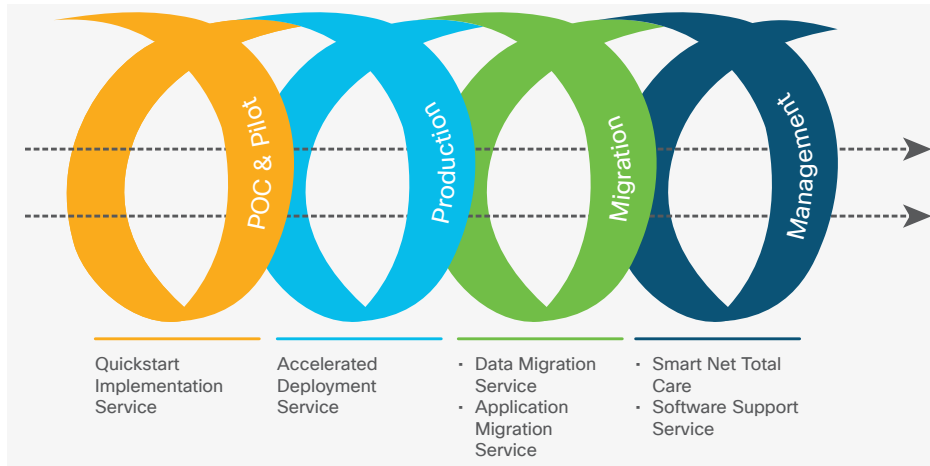 POC & Pilot
Production
Migration
Management
Quickstart
Implementation
Service
Accelerated
Deployment
Service
· Data Migration
Service
· Application
Migration
Service
· Smart Net Total
Care
· Software Support
Service